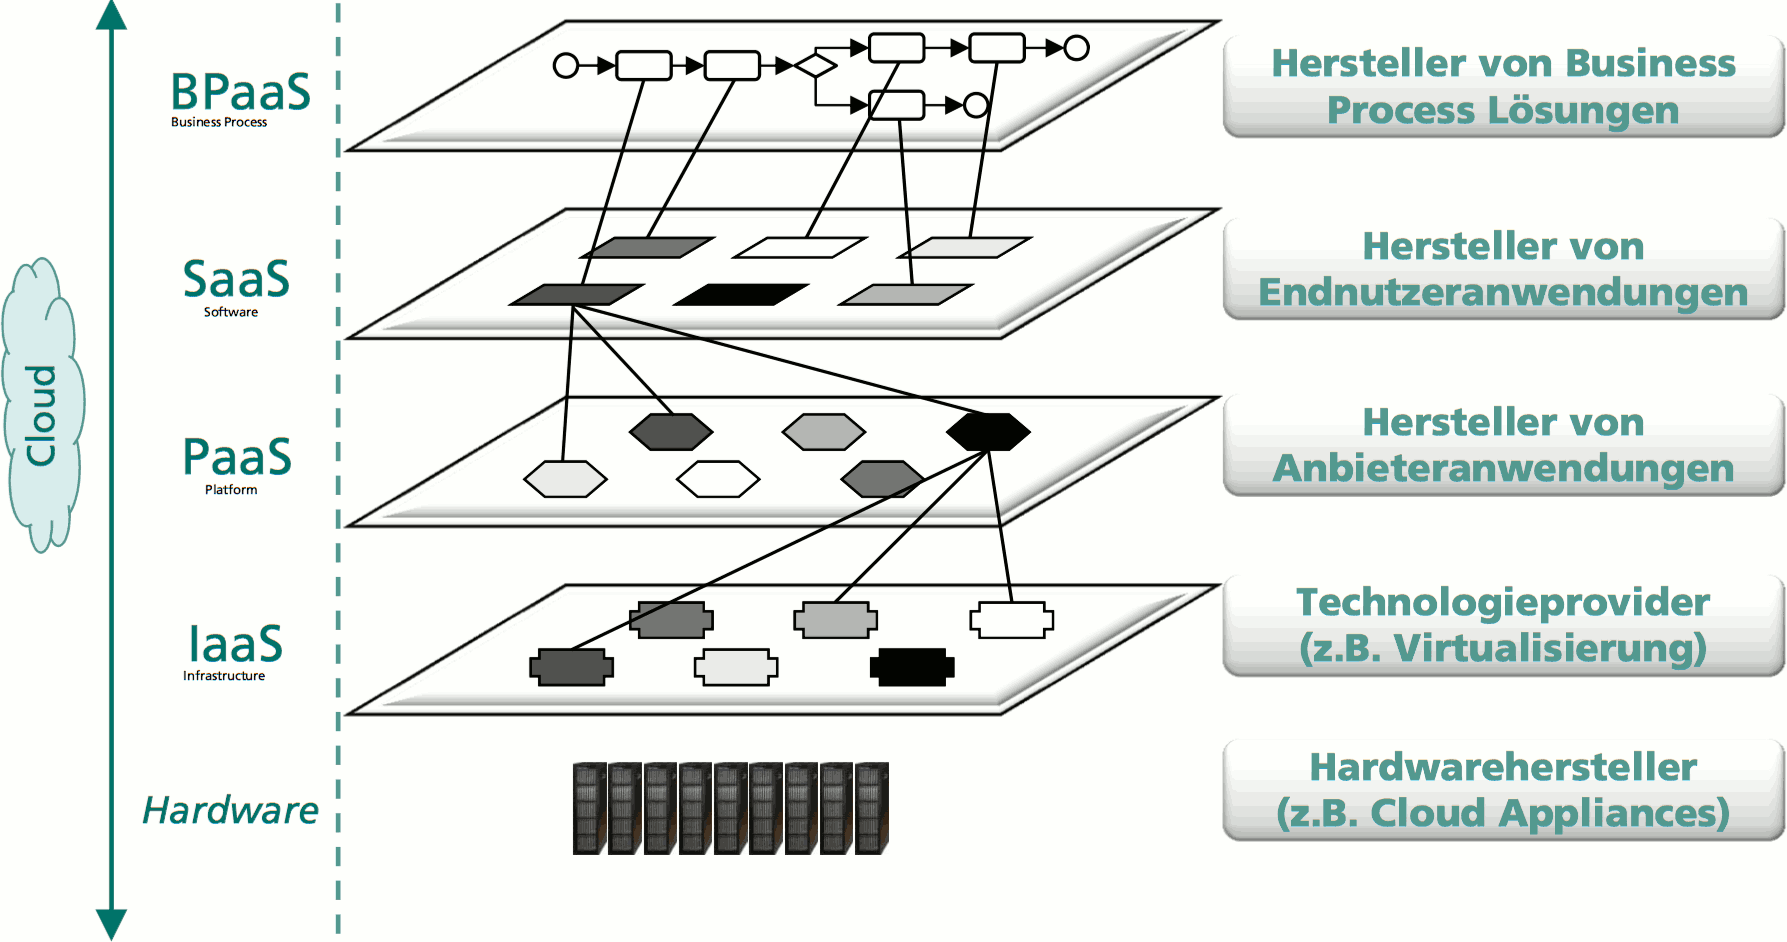 BPaaS
Business Process
Hersteller von Business
Process Lösungen
SaaS
Software
Hersteller von
Endnutzeranwendungen
Cloud
PaaS
Platform
Hersteller von
Anbieteranwendungen
IaaS
Infrastructure
Technologieprovider
(z.B. Virtualisierung)
Hardware
Hardwarehersteller
(z.B. Cloud Appliances)